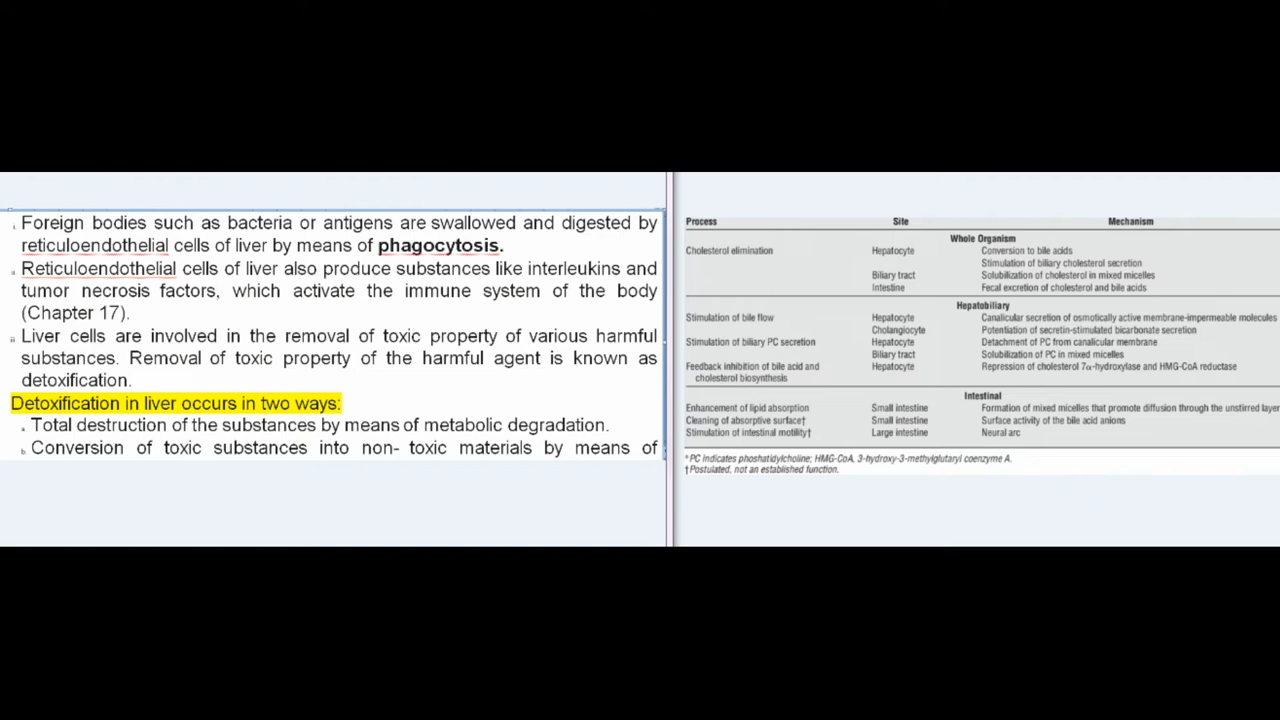 i. Foreign bodies such as bacteria or antigens are swallowed and digested by
reticuloendothelial cells of liver by means of phagocytosis.
ii. Reticuloendothelial cells of liver also produce substances like interleukins and
tumor necrosis factors, which activate the immune system of the body
(Chapter 17).
iii. Liver cells are involved in the removal of toxic property of various harmful
substances. Removal of toxic property of the harmful agent is known as
detoxification.
Detoxification in liver occurs in two ways:
a. Total destruction of the substances by means of metabolic degradation.
b. Conversion of toxic substances into non- toxic materials by means of
Process Site Mechanism
Whole Organism
Cholesterol elimination Hepatocyte Conversion to bile acids
Stimulation of biliary cholesterol secretion
Biliary tract Solubilization of cholesterol in mixed micelles
Intestine Fecal excretion of cholesterol and bile acids
Hepatobiliary
Stimulation of bile flow Hepatocyte Canalicular secretion of osmotically active membrane-impermeable molecules
Cholangiocyte Potentiation of secretin-stimulated bicarbonate secretion
Stimulation of biliary PC secretion Hepatocyte Detachment of PC from canalicular membrane
Biliary tract Solubilization of PC in mixed micelles
Feedback inhibition of bile acid and Hepatocyte Repression of cholesterol 7α-hydroxylase and HMG-CoA reductase
cholesterol biosynthesis
Intestinal
Enhancement of lipid absorption Small intestine Formation of mixed micelles that promote diffusion through the unstirred layer
Cleaning of absorptive surface† Small intestine Surface activity of the bile acid anions
Stimulation of intestinal motility† Large intestine Neural arc
*PC indicates phoshatidylcholine; HMG-CoA, 3-hydroxy-3-methylglutaryl coenzyme A.
†Postulated, not an established function.